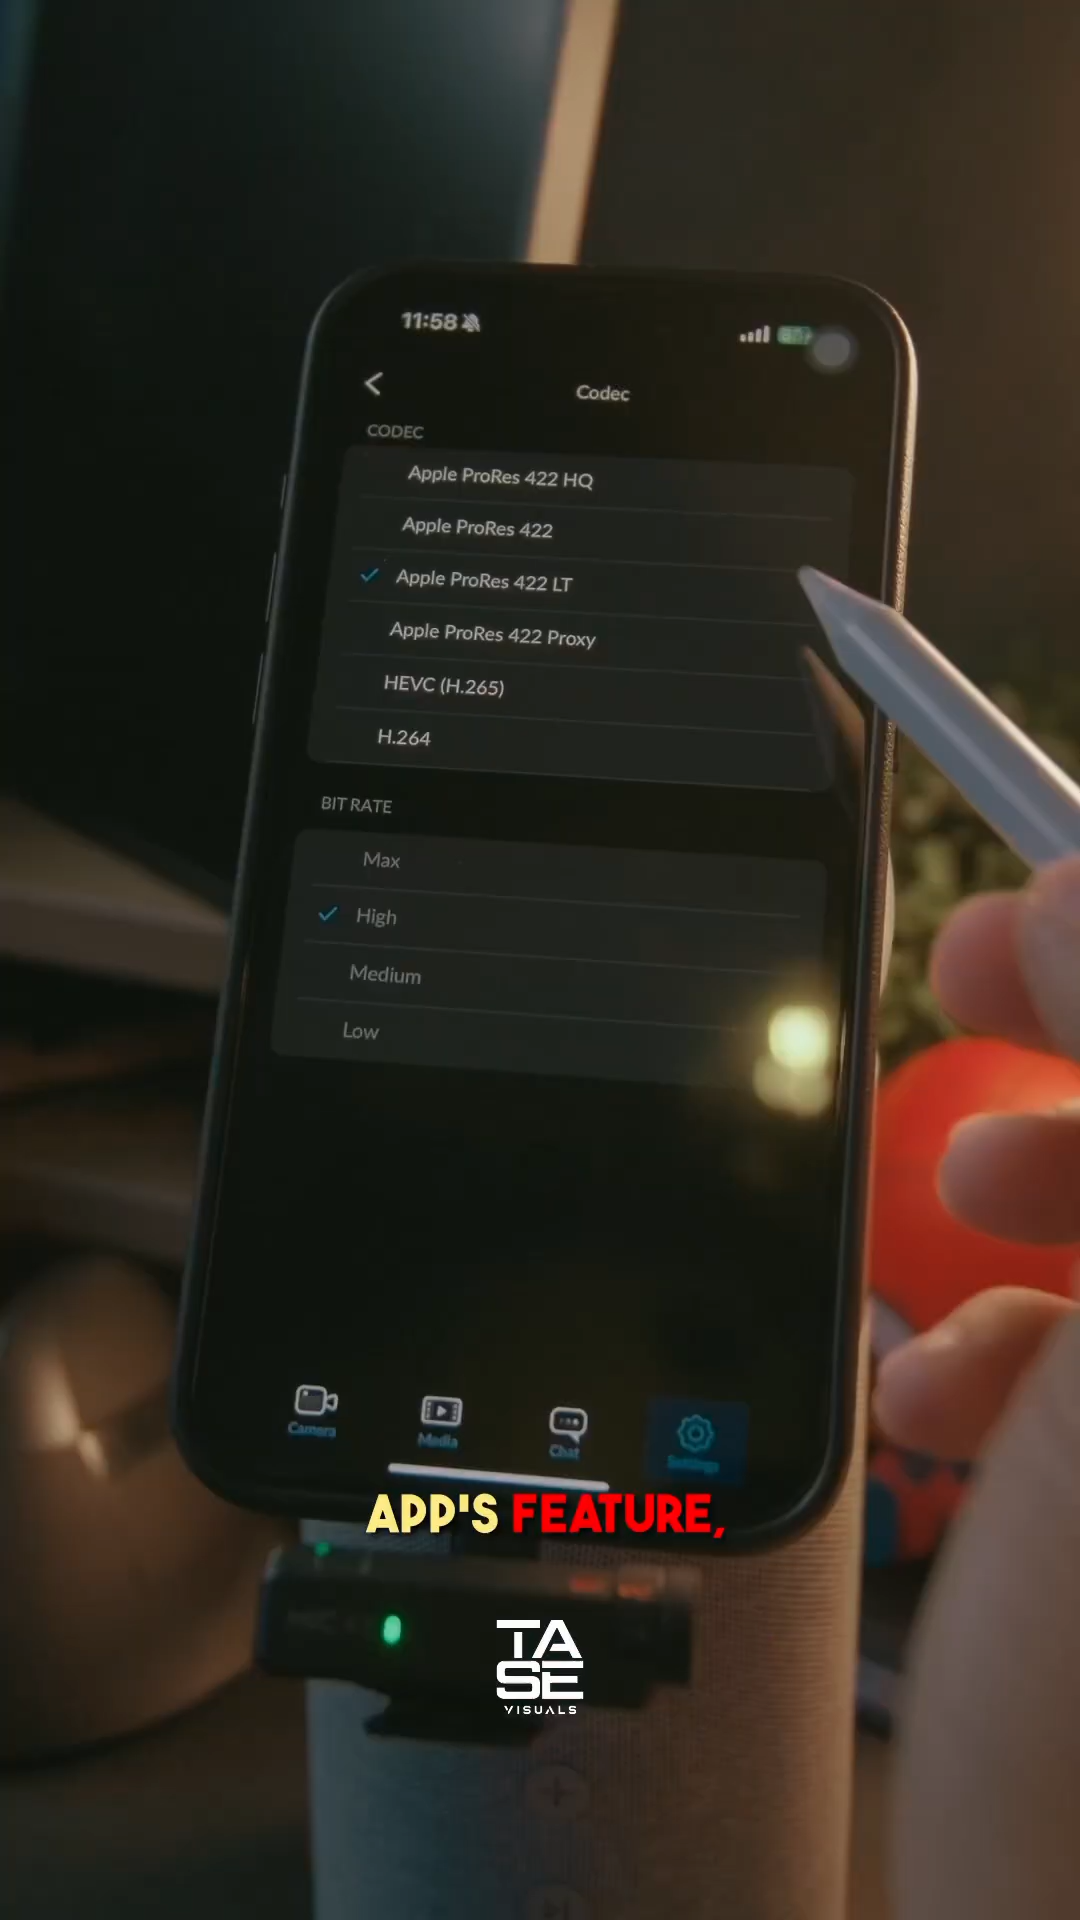 11:58
Codec
CODEC
Apple ProRes 422 HQ
Apple ProRes 422
Apple ProRes 422 LT
Apple ProRes 422 Proxy
HEVC (H.265)
H.264
BIT RATE
Max
High
Medium
Low
Camera
Media
Chat
Settings
APP'S FEATURE,
TA
SE
VISUALS